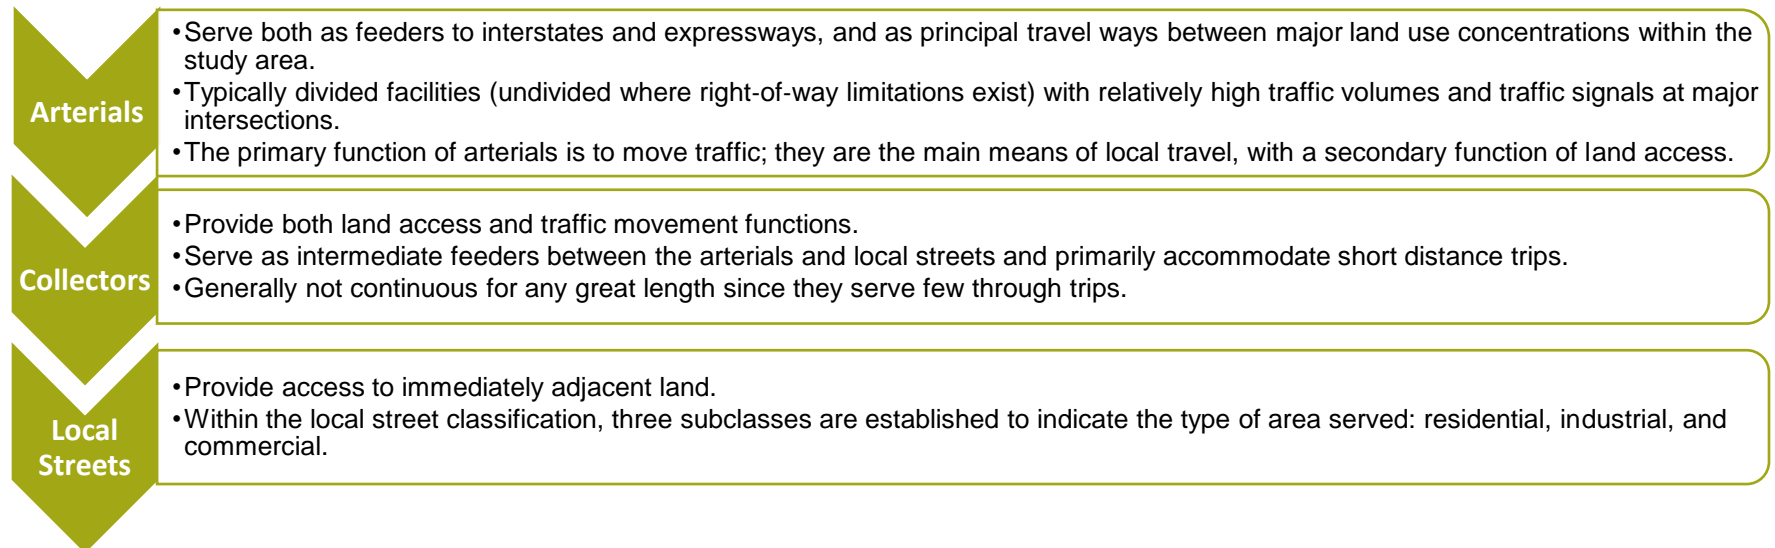 Arterials
•Serve both as feeders to interstates and expressways, and as principal travel ways between major land use concentrations within the
study area.
•Typically divided facilities (undivided where right-of-way limitations exist) with relatively high traffic volumes and traffic signals at major
intersections.
•The primary function of arterials is to move traffic; they are the main means of local travel, with a secondary function of land access.
Collectors
•Provide both land access and traffic movement functions.
•Serve as intermediate feeders between the arterials and local streets and primarily accommodate short distance trips.
•Generally not continuous for any great length since they serve few through trips.
Local
Streets
•Provide access to immediately adjacent land.
•Within the local street classification, three subclasses are established to indicate the type of area served: residential, industrial, and
commercial.